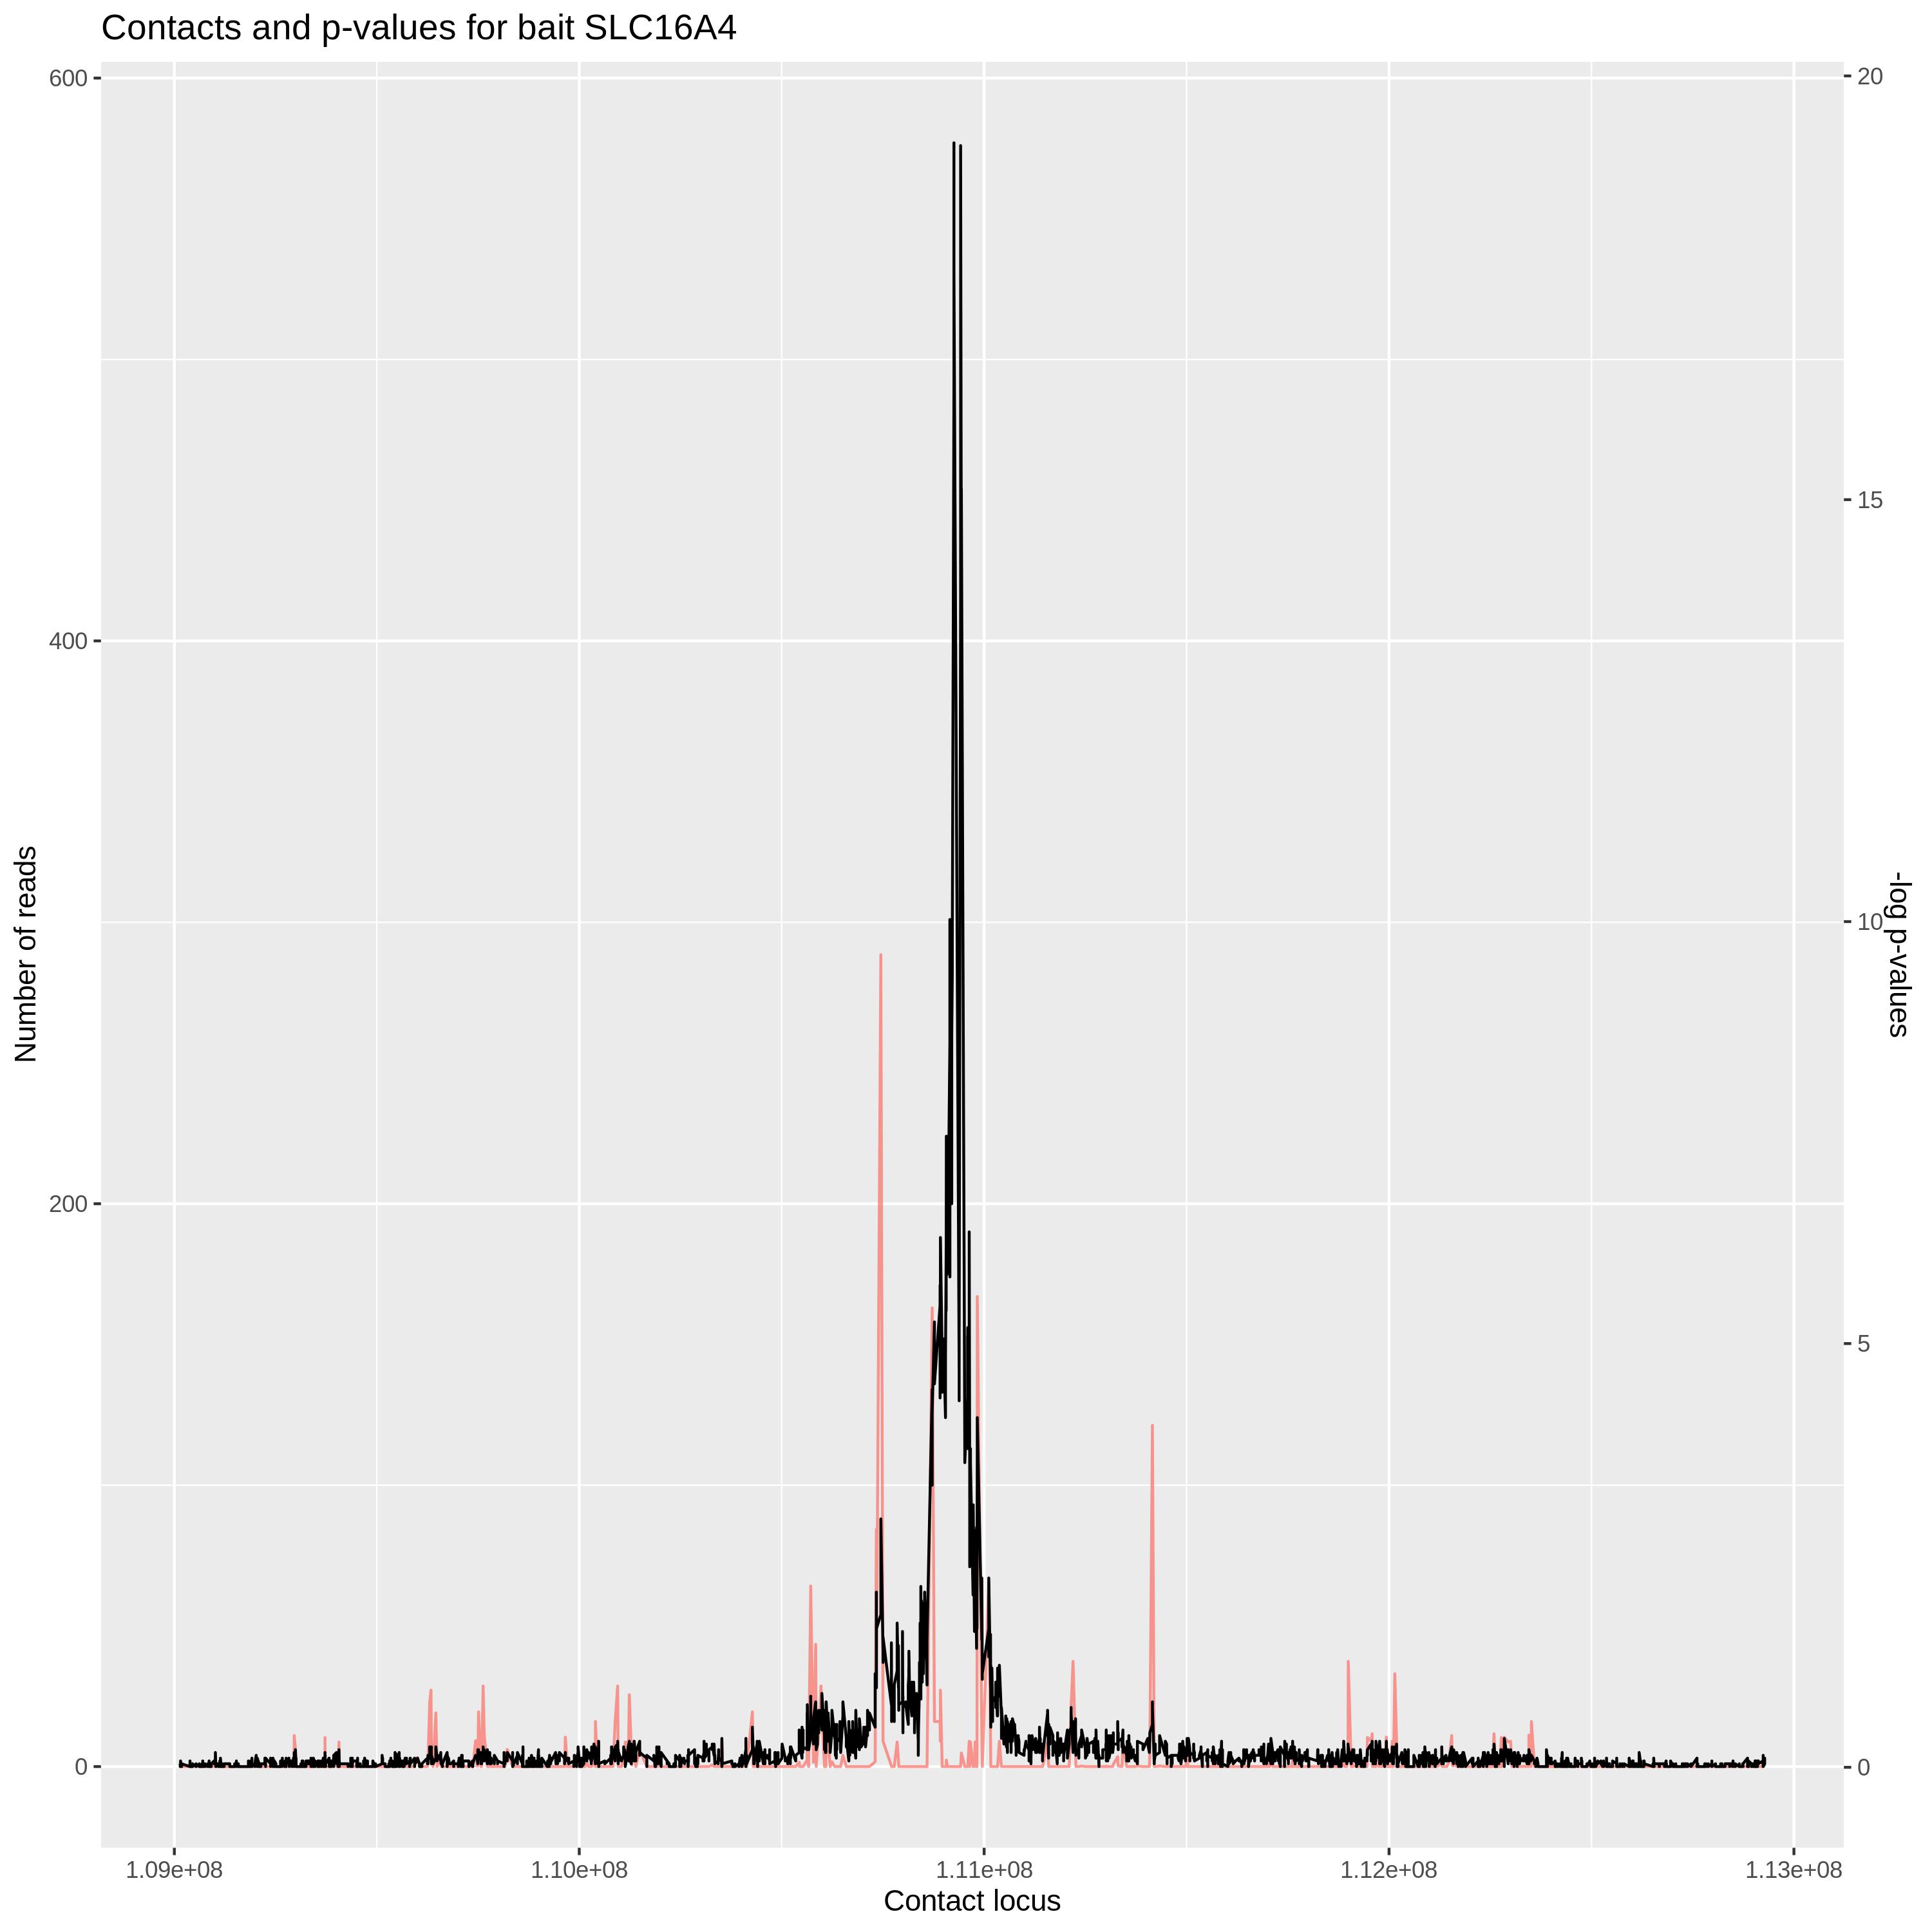 Contacts and p-values for bait SLC16A4
600
400
200
0
Number of reads
20
15
10
5
0
-log p-values
1.09e+08 1.10e+08 1.11e+08 1.12e+08 1.13e+08
Contact locus